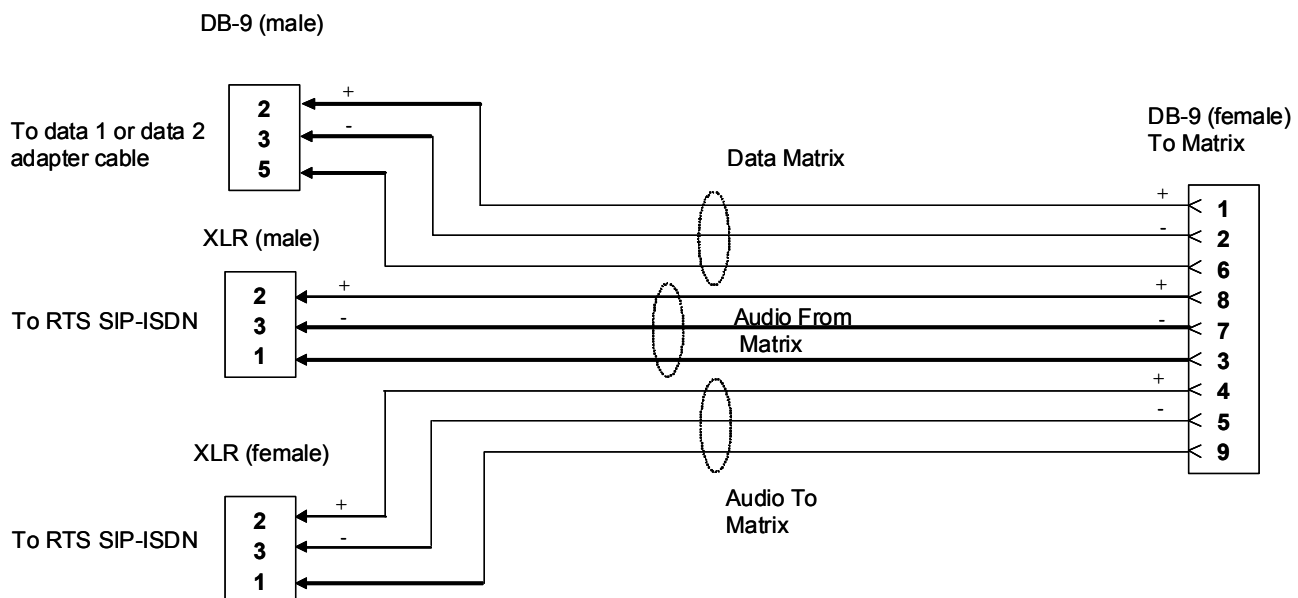 DB-9 (male)
To data 1 or data 2
adapter cable
2
3
5
+
-
Data Matrix
DB-9 (female)
To Matrix
+
-
1
2
6
8
7
3
4
5
9
+
-
+
-
XLR (male)
To RTS SIP-ISDN
2
3
1
+
-
Audio From
Matrix
XLR (female)
To RTS SIP-ISDN
2
3
1
+
-
Audio To
Matrix